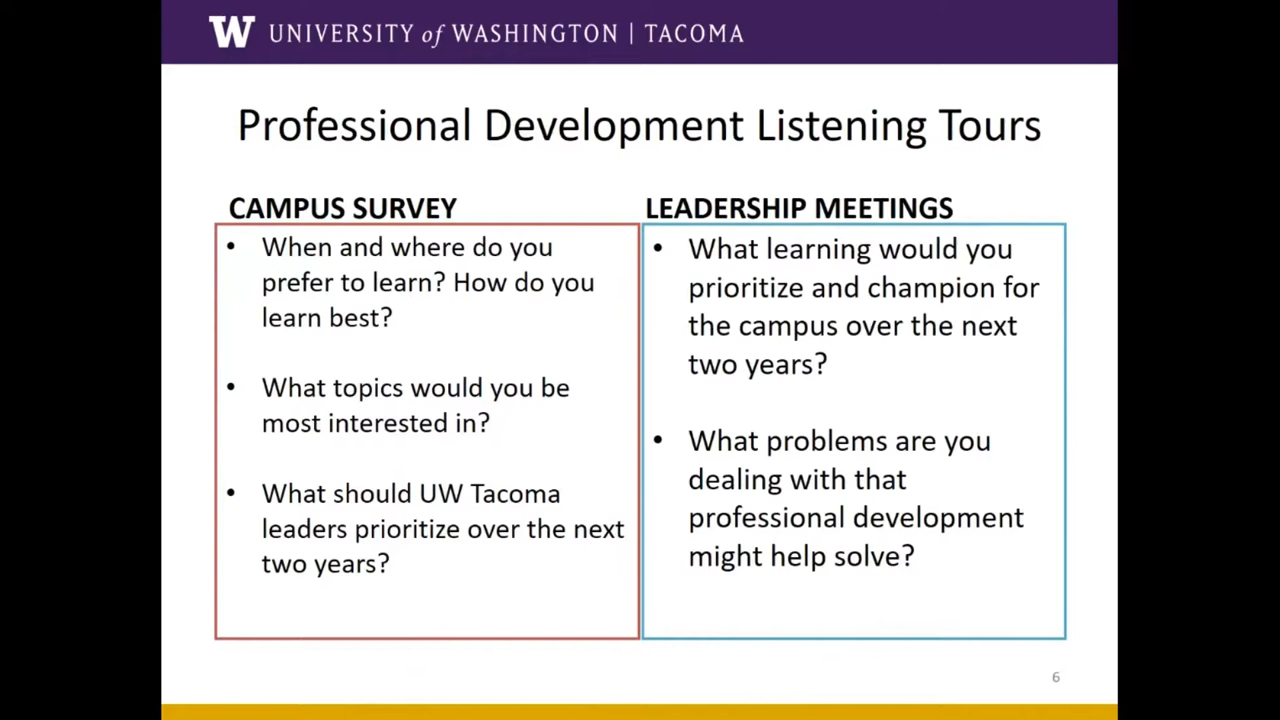 W UNIVERSITY of WASHINGTON | TACOMA
Professional Development Listening Tours
CAMPUS SURVEY
• When and where do you
prefer to learn? How do you
learn best?
• What topics would you be
most interested in?
• What should UW Tacoma
leaders prioritize over the next
two years?
LEADERSHIP MEETINGS
• What learning would you
prioritize and champion for
the campus over the next
two years?
• What problems are you
dealing with that
professional development
might help solve?
6